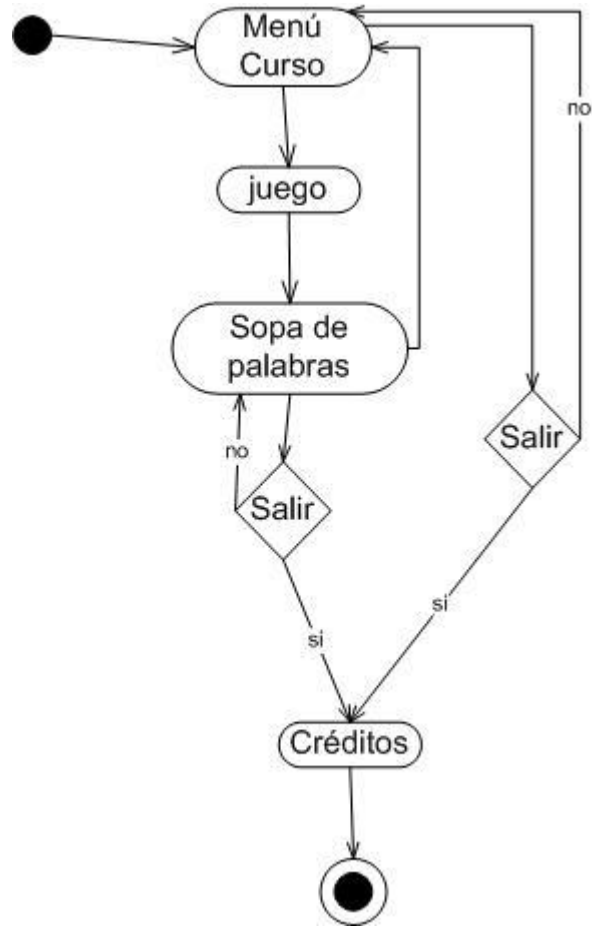 Menú
Curso
no
juego
Sopa de
palabras
Salir
no
Salir
si
si
Créditos